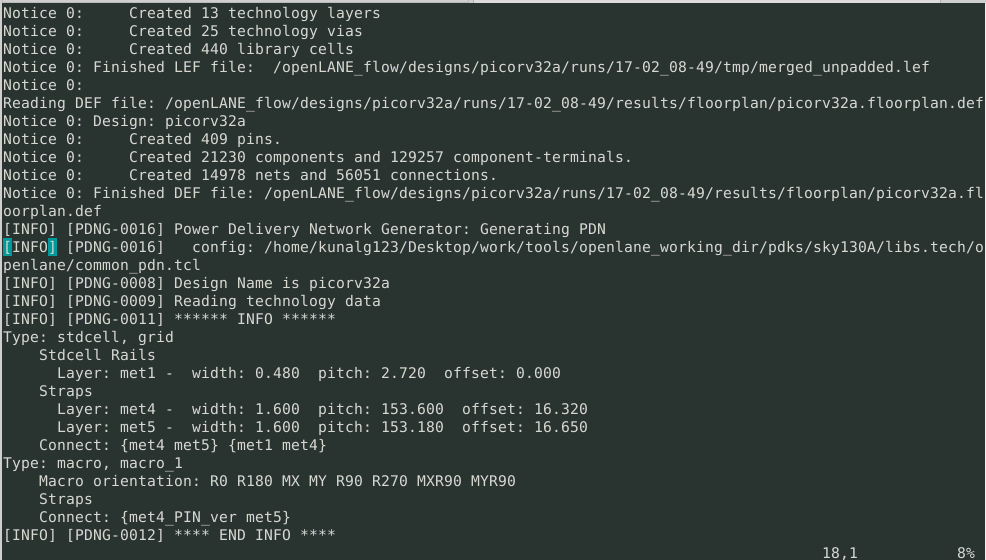 Notice 0:     Created 13 technology layers
Notice 0:     Created 25 technology vias
Notice 0:     Created 440 library cells
Notice 0: Finished LEF file:  /openLANE_flow/designs/picorv32a/runs/17-02_08-49/tmp/merged_unpadded.lef
Notice 0:
Reading DEF file: /openLANE_flow/designs/picorv32a/runs/17-02_08-49/results/floorplan/picorv32a.floorplan.def
Notice 0: Design: picorv32a
Notice 0:     Created 409 pins.
Notice 0:     Created 21230 components and 129257 component-terminals.
Notice 0:     Created 14978 nets and 56051 connections.
Notice 0: Finished DEF file: /openLANE_flow/designs/picorv32a/runs/17-02_08-49/results/floorplan/picorv32a.fl
oorplan.def
[INFO] [PDNG-0016] Power Delivery Network Generator: Generating PDN
[INFO] [PDNG-0016]   config: /home/kunalg123/Desktop/work/tools/openlane_working_dir/pdks/sky130A/libs.tech/o
penlane/common_pdn.tcl
[INFO] [PDNG-0008] Design Name is picorv32a
[INFO] [PDNG-0009] Reading technology data
[INFO] [PDNG-0011] ****** INFO ******
Type: stdcell, grid
    Stdcell Rails
      Layer: met1 -  width: 0.480  pitch: 2.720  offset: 0.000
    Straps
      Layer: met4 -  width: 1.600  pitch: 153.600  offset: 16.320
      Layer: met5 -  width: 1.600  pitch: 153.180  offset: 16.650
    Connect: {met4 met5} {met1 met4}
Type: macro, macro_1
    Macro orientation: R0 R180 MX MY R90 R270 MXR90 MYR90
    Straps
    Connect: {met4_PIN_ver met5}
[INFO] [PDNG-0012] **** END INFO ****
18,1           8%